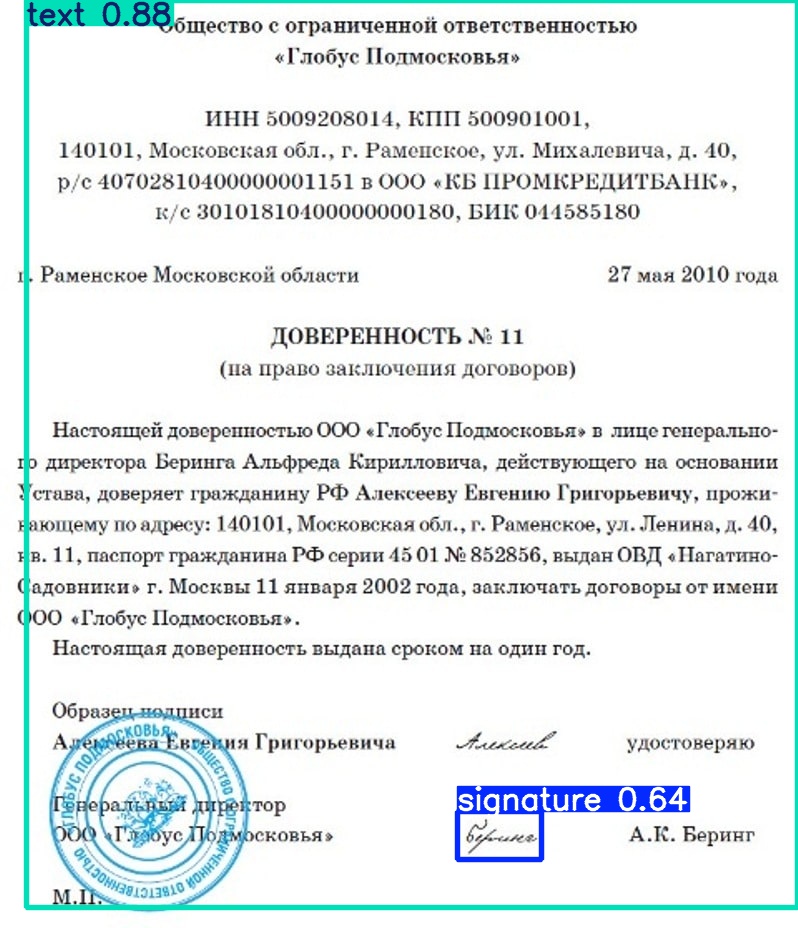 text 0.88
Общество с ограниченной ответственностью
«Глобус Подмосковья»
ИНН 5009208014, КПП 500901001,
140101, Московская обл., г. Раменское, ул. Михалевича, д. 40,
р/с 40702810400000001151 в ООО «КБ ПРОМКРЕДИТБАНК»,
к/с 30101810400000000180, БИК 044585180
г. Раменское Московской области 27 мая 2010 года
ДОВЕРЕННОСТЬ № 11
(на право заключения договоров)
Настоящей доверенностью ООО «Глобус Подмосковья» в лице генерально-
го директора Беринга Альфреда Кирилловича, действующего на основании
Устава, доверяет гражданину РФ Алексееву Евгению Григорьевичу, прожи-
вающему по адресу: 140101, Московская обл., г. Раменское, ул. Ленина, д. 40,
кв. 11, паспорт гражданина РФ серии 45 01 № 852856, выдан ОВД «Нагатино-
Садовники» г. Москвы 11 января 2002 года, заключать договоры от имени
ООО «Глобус Подмосковья».
Настоящая доверенность выдана сроком на один год.
Образец подписи
Алексеева Евгения Григорьевича Алексеев удостоверяю
signature 0.64
Генеральный директор
ООО «Глобус Подмосковья» Беринг А.К. Беринг
М.П.
ОБЩЕСТВО С ОГРАНИЧЕННОЙ ОТВЕТСТВЕННОСТЬЮ «ГЛОБУС ПОДМОСКОВЬЯ»